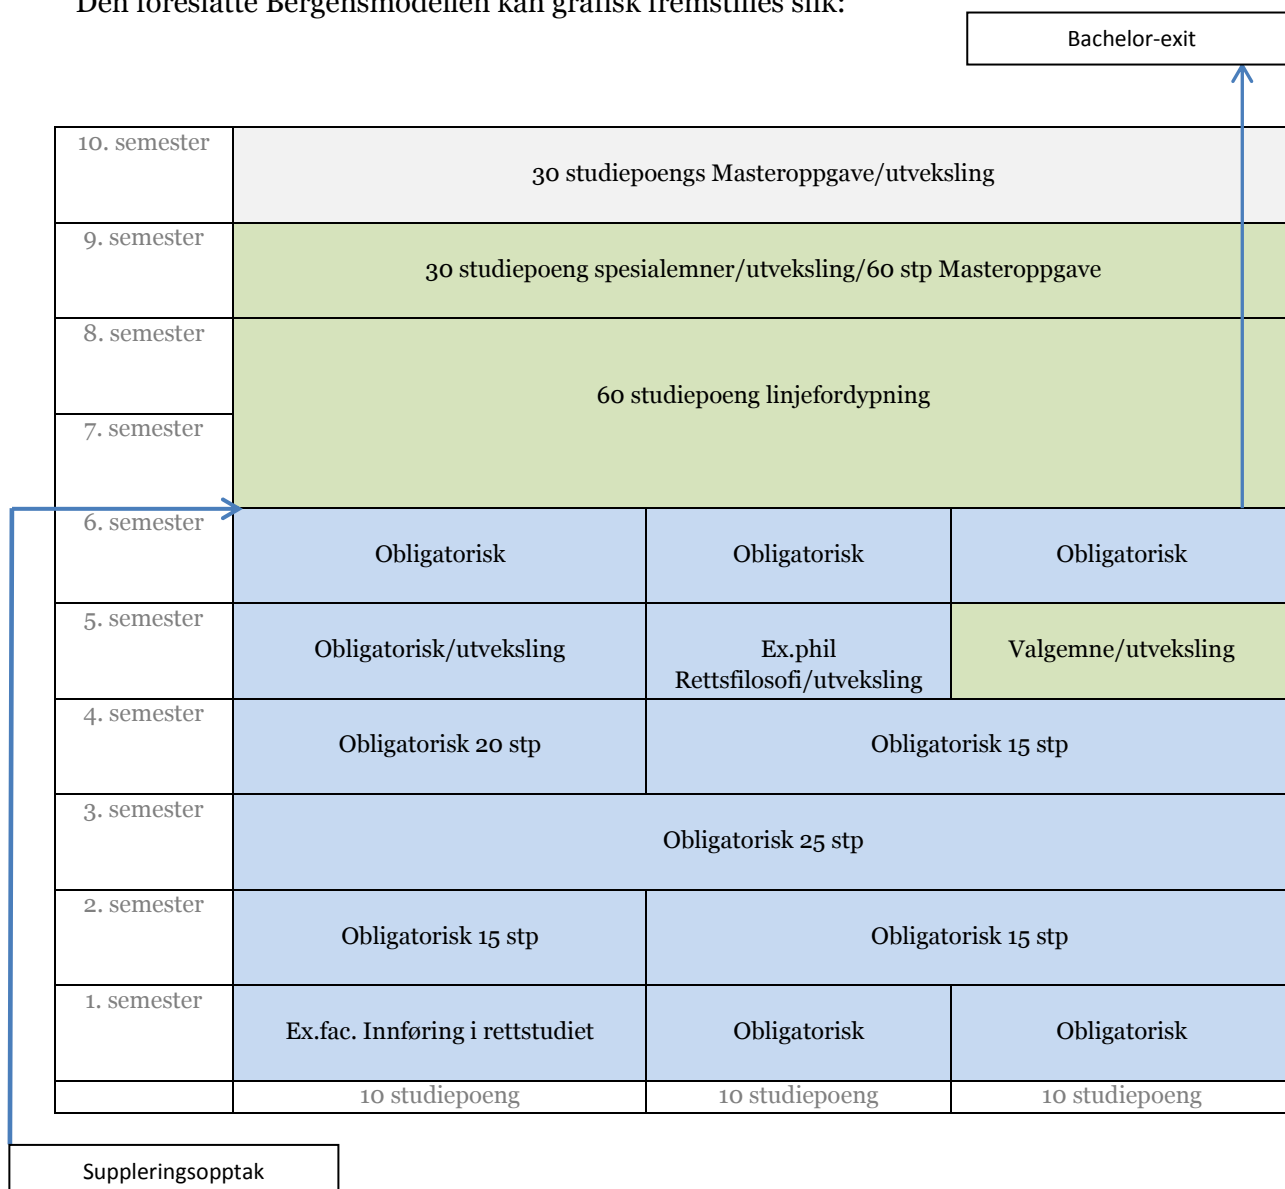 Den foreslåtte Bergensmodellen kan grafisk fremstilles slik:
Bachelor-exit
10. semester
30 studiepoengs Masteroppgave/utveksling
9. semester
30 studiepoeng spesialemner/utveksling/60 stp Masteroppgave
8. semester
60 studiepoeng linjefordypning
7. semester
6. semester
Obligatorisk
Obligatorisk
Obligatorisk
5. semester
Obligatorisk/utveksling
Ex.phil
Rettsfilosofi/utveksling
Valgemne/utveksling
4. semester
Obligatorisk 20 stp
Obligatorisk 15 stp
3. semester
Obligatorisk 25 stp
2. semester
Obligatorisk 15 stp
Obligatorisk 15 stp
1. semester
Ex.fac. Innføring i rettstudiet
Obligatorisk
Obligatorisk
10 studiepoeng
10 studiepoeng
10 studiepoeng
Suppleringsopptak